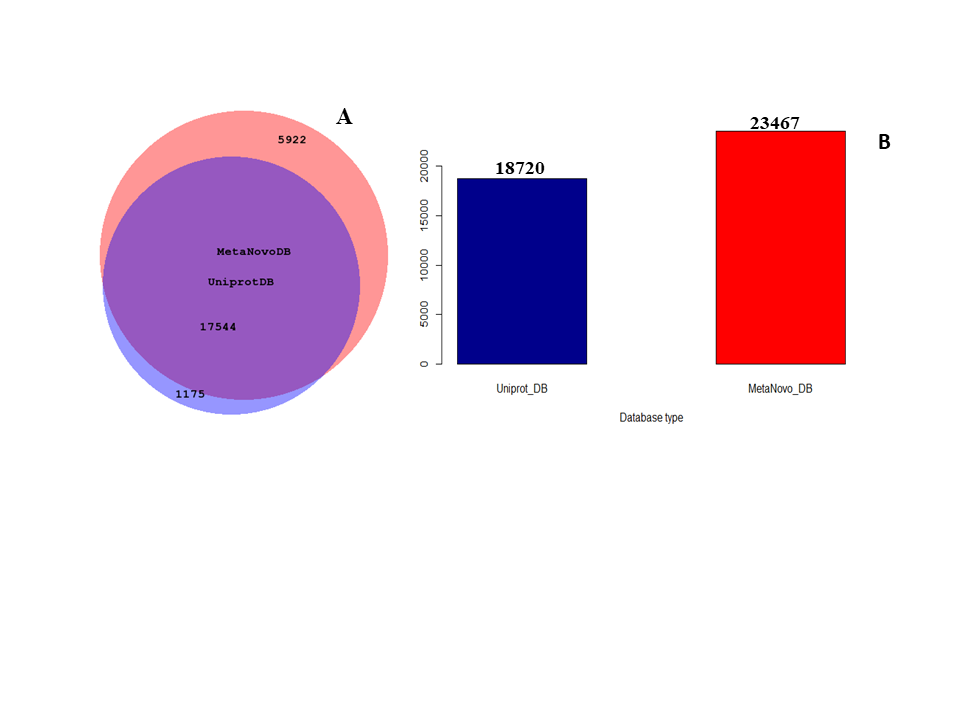 A
5922
MetaNovoDB
UniprotDB
17544
1175
B
18720
23467
20000
15000
10000
5000
0
Uniprot_DB
MetaNovo_DB
Database type